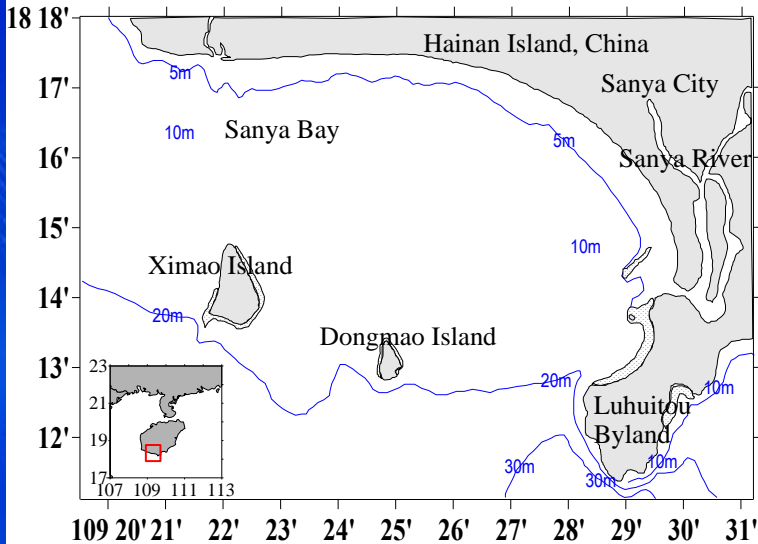 18 18'
Hainan Island, China
5m
17'
Sanya City
10m
Sanya Bay
5m
16'
Sanya River
15'
10m
Ximao Island
14'
20m
Dongmao Island
13'
23
20m
10m
21
Luhuitou
Byland
12'
19
10m
30m
30m
17
107 109 111 113
109 20' 21' 22' 23' 24' 25' 26' 27' 28' 29' 30' 31'